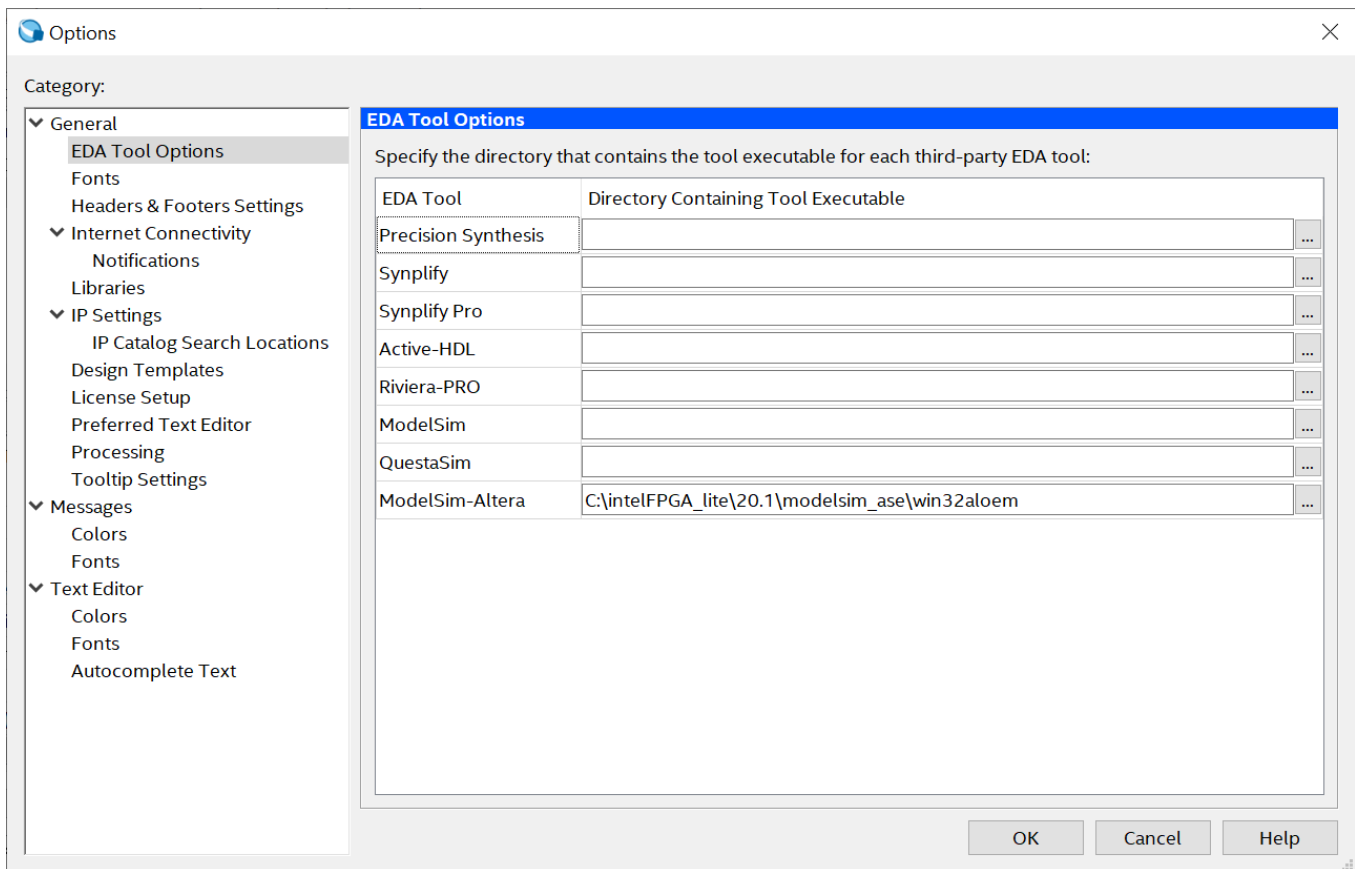 Options
Category:
General
EDA Tool Options
Fonts
Headers & Footers Settings
Internet Connectivity
Notifications
Libraries
IP Settings
IP Catalog Search Locations
Design Templates
License Setup
Preferred Text Editor
Processing
Tooltip Settings
Messages
Colors
Fonts
Text Editor
Colors
Fonts
Autocomplete Text
EDA Tool Options
Specify the directory that contains the tool executable for each third-party EDA tool:
EDA Tool Directory Containing Tool Executable
Precision Synthesis ...
Synplify ...
Synplify Pro ...
Active-HDL ...
Riviera-PRO ...
ModelSim ...
QuestaSim ...
ModelSim-Altera C:\intelFPGA_lite\20.1\modelsim_ase\win32aloem ...
OK Cancel Help